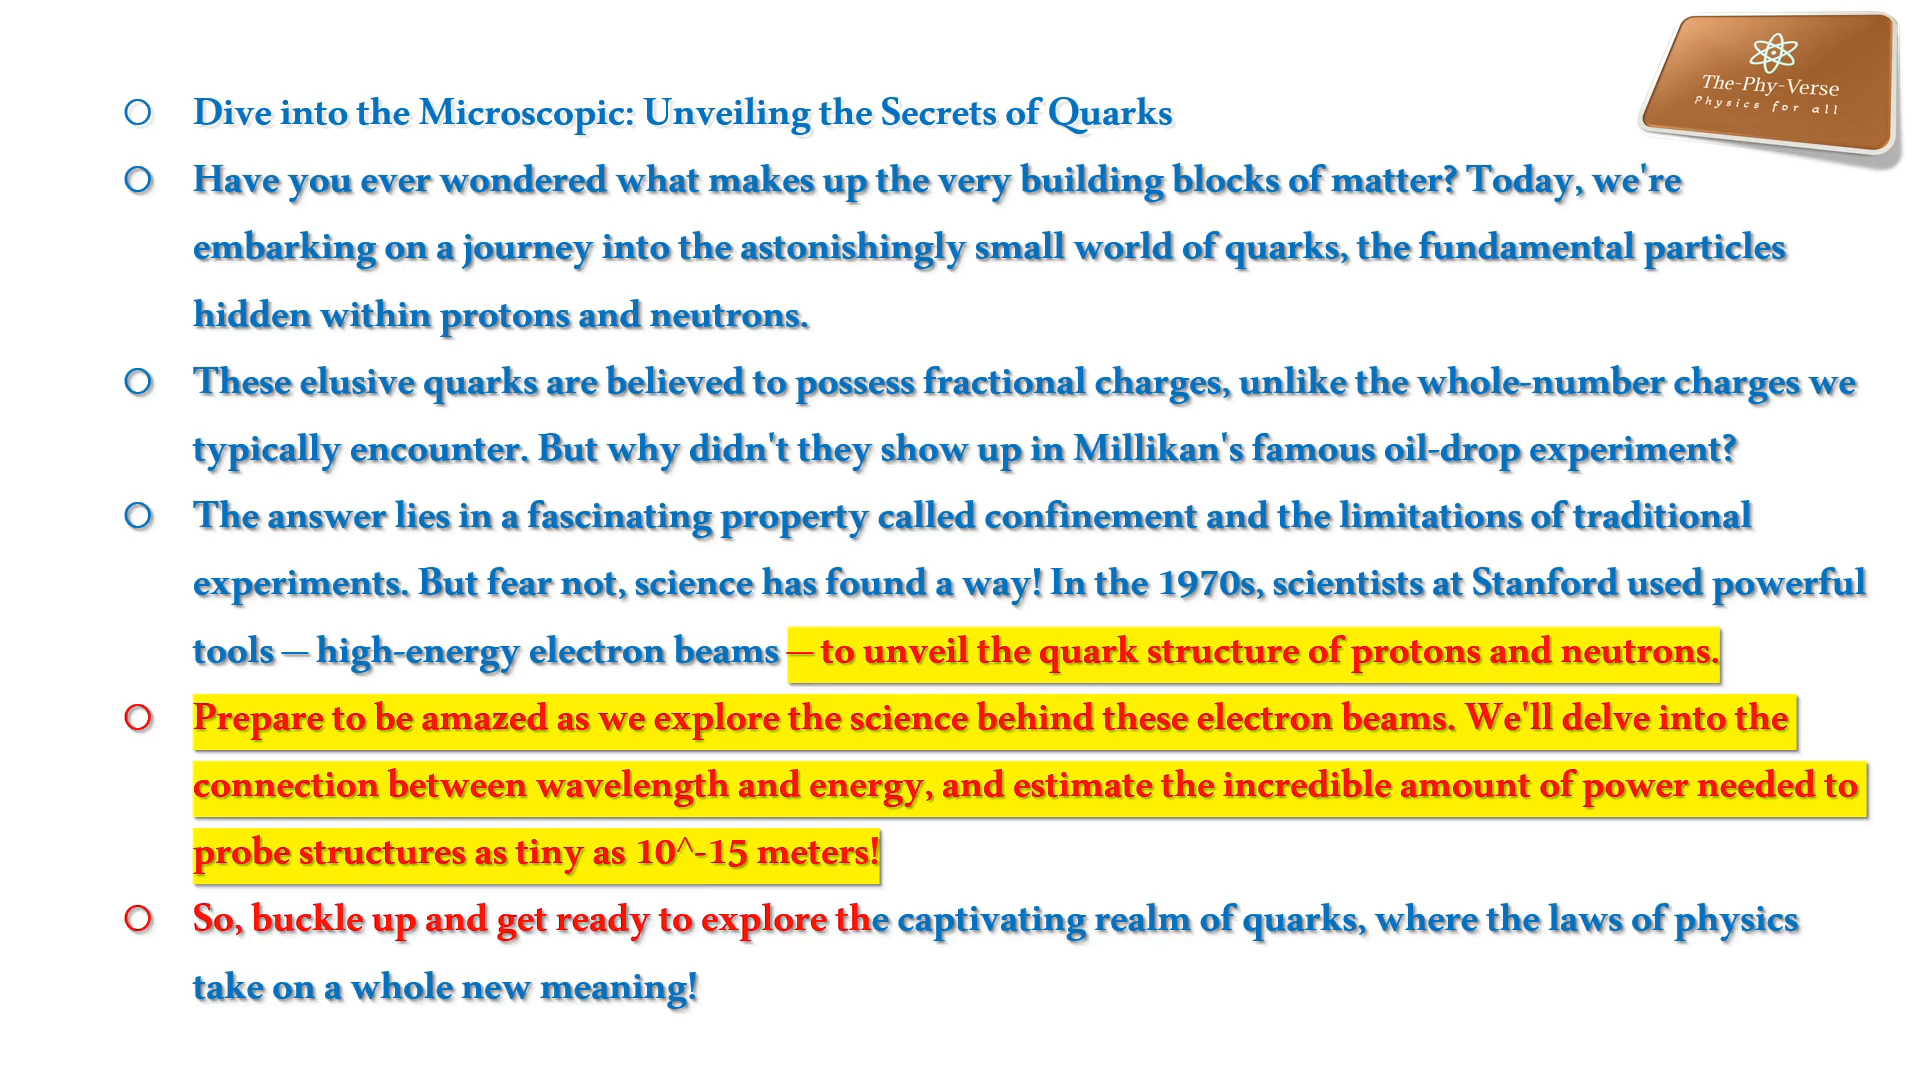 The-Phy-Verse
Physics for all
Dive into the Microscopic: Unveiling the Secrets of Quarks
Have you ever wondered what makes up the very building blocks of matter? Today, we're
embarking on a journey into the astonishingly small world of quarks, the fundamental particles
hidden within protons and neutrons.
These elusive quarks are believed to possess fractional charges, unlike the whole-number charges we
typically encounter. But why didn't they show up in Millikan's famous oil-drop experiment?
The answer lies in a fascinating property called confinement and the limitations of traditional
experiments. But fear not, science has found a way! In the 1970s, scientists at Stanford used powerful
tools — high-energy electron beams — to unveil the quark structure of protons and neutrons.
Prepare to be amazed as we explore the science behind these electron beams. We'll delve into the
connection between wavelength and energy, and estimate the incredible amount of power needed to
probe structures as tiny as 10^-15 meters!
So, buckle up and get ready to explore the captivating realm of quarks, where the laws of physics
take on a whole new meaning!